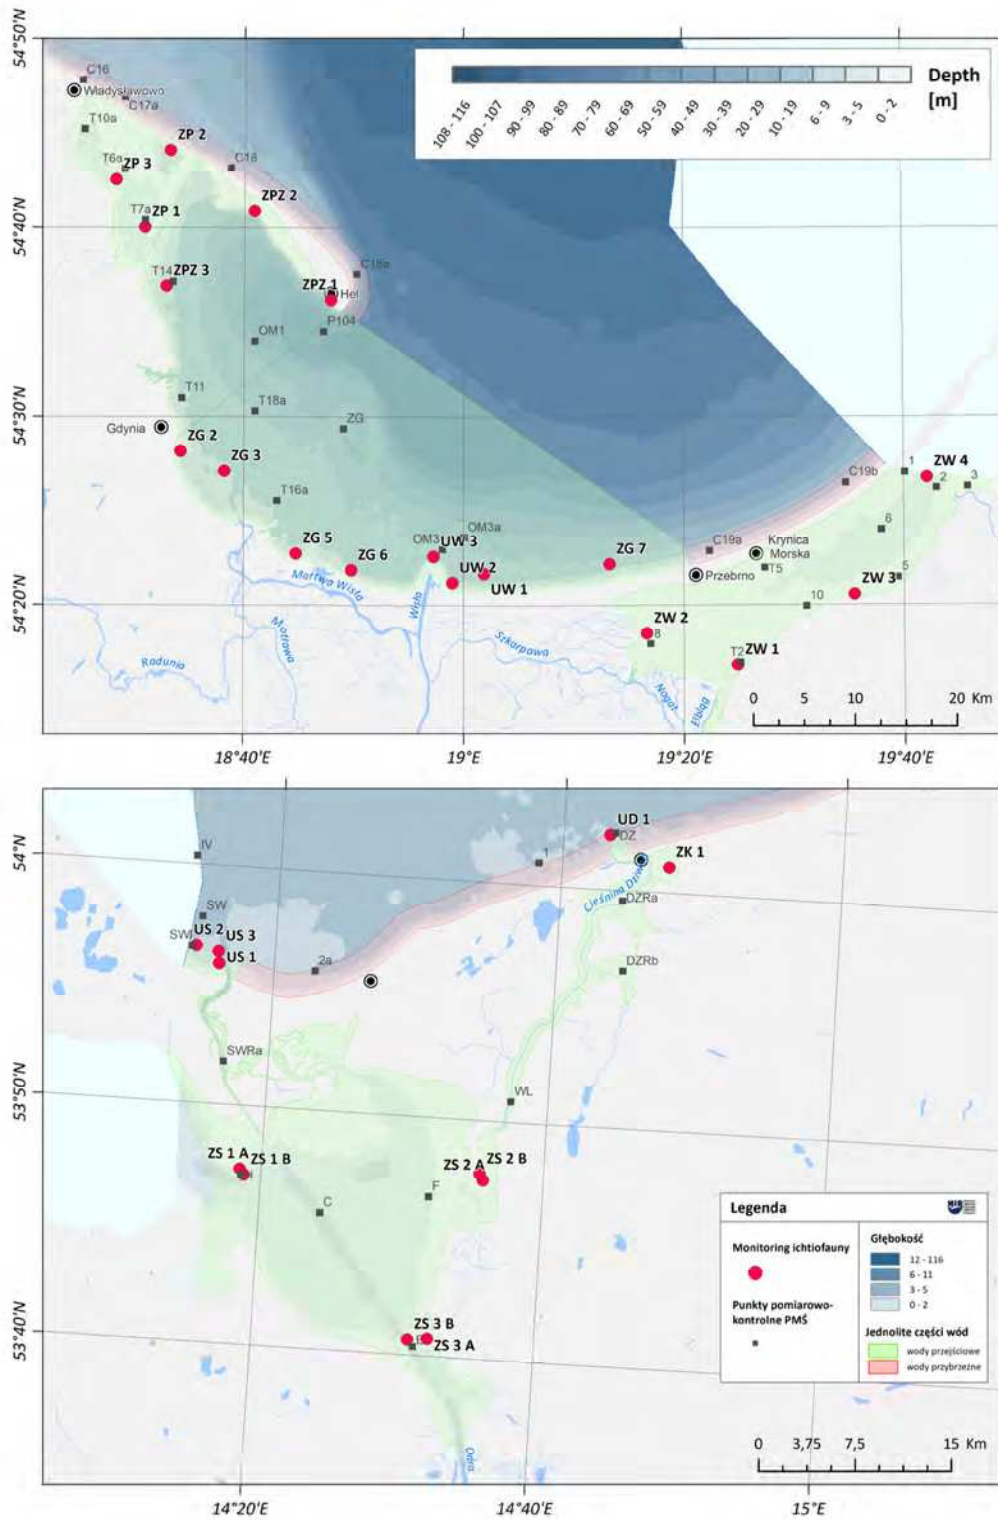 54°50'N
Depth
[m]
108 - 116
100 - 107
90 - 99
80 - 89
70 - 79
60 - 69
50 - 59
40 - 49
30 - 39
20 - 29
10 - 19
6 - 9
3 - 5
0 - 2
C16
Władysławowo
C17a
T10a
ZP 2
T6a
ZP 3
C18
T7a
ZP 1
ZPZ 2
54°40'N
T14
ZPZ 3
C18a
ZPZ 1
Hel
P104
OM1
T11
T18a
54°30'N
Gdynia
ZG
ZG 2
ZG 3
T16a
C19b
1
ZW 4
2
3
6
OM3a
OM3
UW 3
C19a
Krynica
Morska
ZG 5
ZG 6
ZG 7
UW 2
UW 1
Przebrno
T5
5
ZW 3
10
54°20'N
Martwa Wisła
Wisła
Motława
Radunia
Szkarpawa
ZW 2
8
T2
ZW 1
Nogat
Elbląg
0 5 10 20 Km
18°40'E
19°E
19°20'E
19°40'E
UD 1
DZ
54°N
IV
1
ZK 1
Cieśnina Dziwna
DZRa
SW
US 2
SWI
US 3
US 1
2a
DZRb
SWRa
53°50'N
WL
ZS 1 A
ZS 1 B
ZS 2 A
ZS 2 B
F
C
Legenda
Monitoring ichtiofauny
Punkty pomiarowo-
kontrolne PMŚ
Głębokość
12 - 116
6 - 11
3 - 5
0 - 2
Jednolite części wód
wody przejściowe
wody przybrzeżne
53°40'N
ZS 3 B
ZS 3 A
Odra
0 3,75 7,5 15 Km
14°20'E
14°40'E
15°E